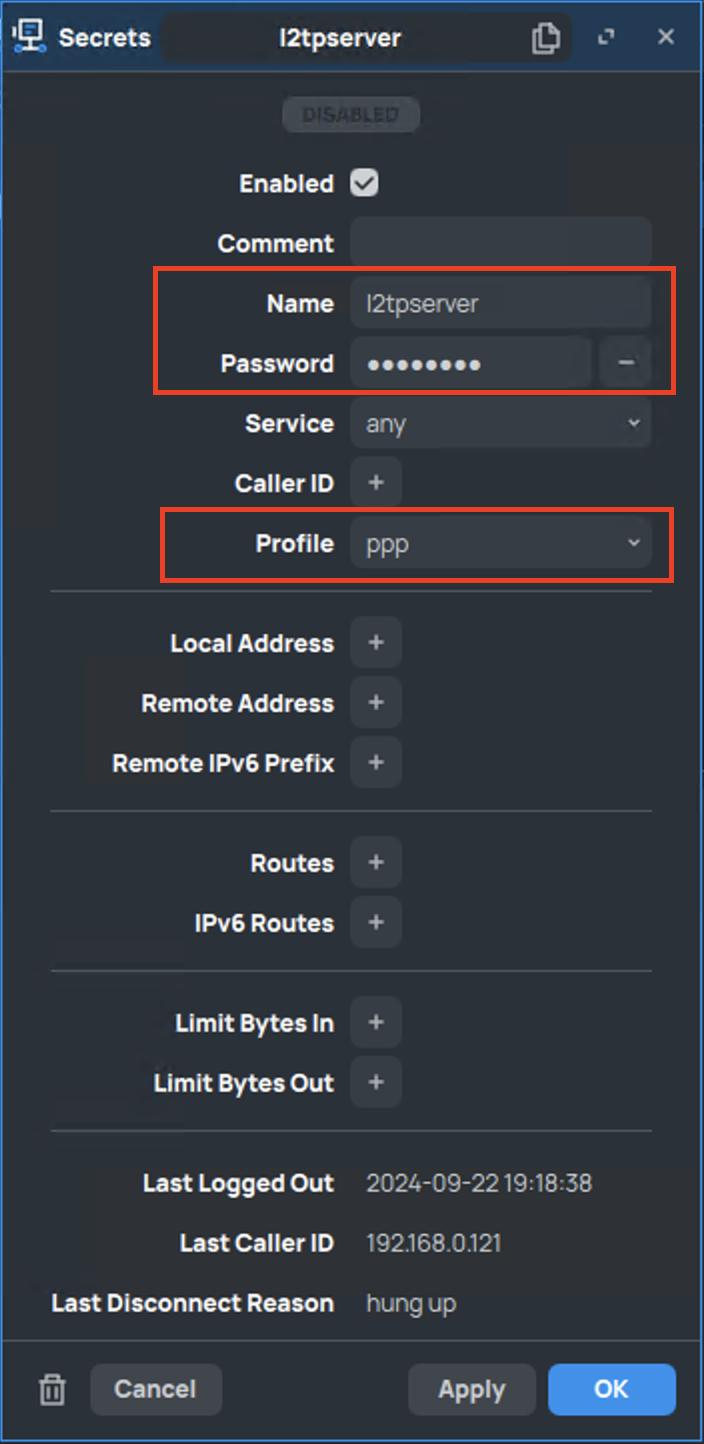 Secrets l2tpserver
DISABLED
Enabled
Comment
Name l2tpserver
Password ●●●●●●●● −
Service any
Caller ID +
Profile ppp
Local Address +
Remote Address +
Remote IPv6 Prefix +
Routes +
IPv6 Routes +
Limit Bytes In +
Limit Bytes Out +
Last Logged Out 2024-09-22 19:18:38
Last Caller ID 192.168.0.121
Last Disconnect Reason hung up
Cancel Apply OK